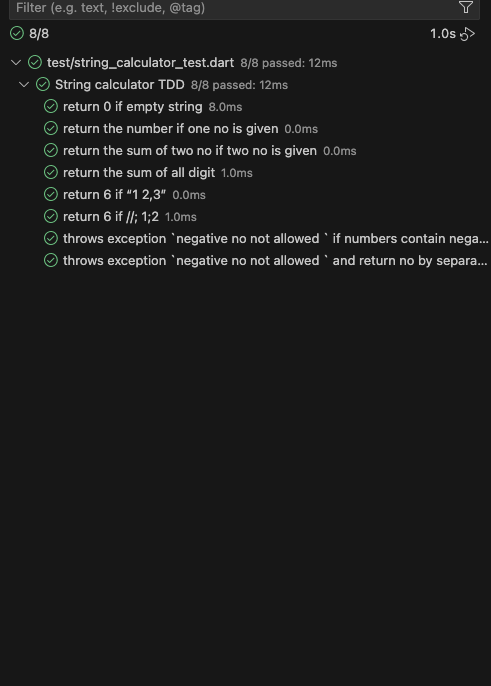 Filter (e.g. text, !exclude, @tag)
8/8 1.0s
test/string_calculator_test.dart 8/8 passed: 12ms
String calculator TDD 8/8 passed: 12ms
return 0 if empty string 8.0ms
return the number if one no is given 0.0ms
return the sum of two no if two no is given 0.0ms
return the sum of all digit 1.0ms
return 6 if “1 2,3” 0.0ms
return 6 if //; 1;2 1.0ms
throws exception `negative no not allowed ` if numbers contain nega...
throws exception `negative no not allowed ` and return no by separa...